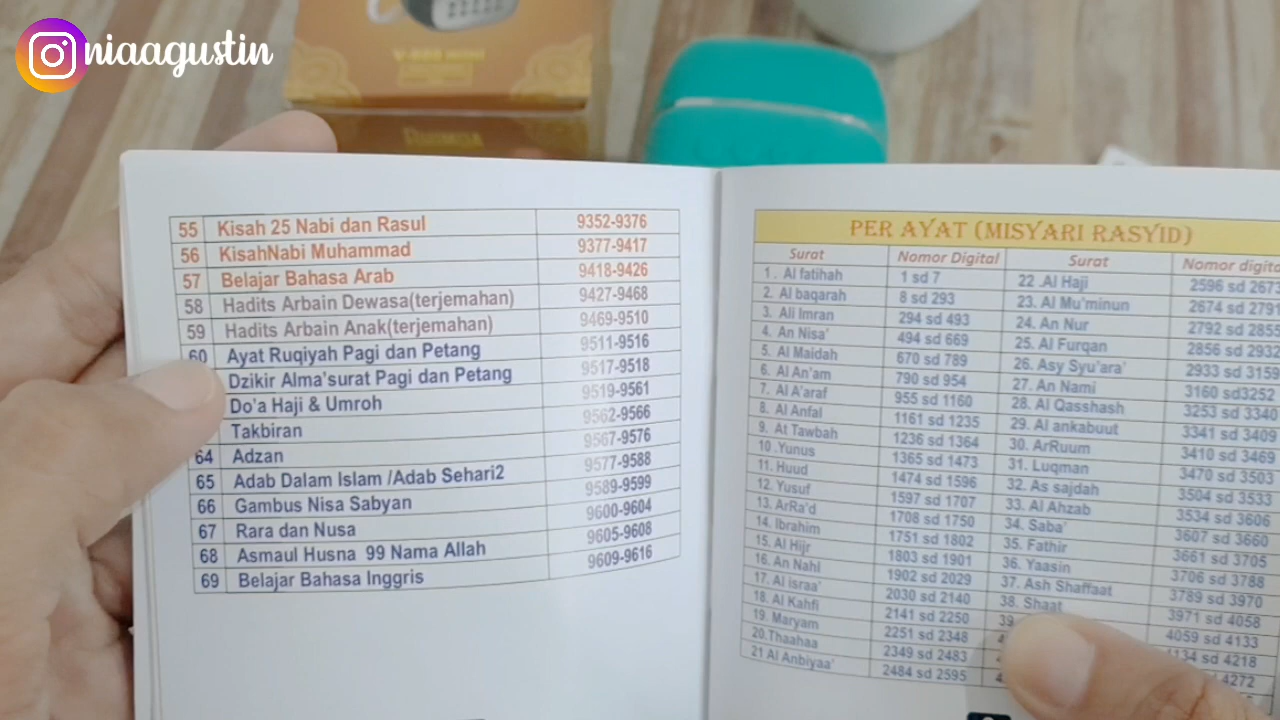 niaagustin
55 Kisah 25 Nabi dan Rasul 9352-9376
56 KisahNabi Muhammad 9377-9417
57 Belajar Bahasa Arab 9418-9426
58 Hadits Arbain Dewasa(terjemahan) 9427-9468
59 Hadits Arbain Anak(terjemahan) 9469-9510
60 Ayat Ruqiyah Pagi dan Petang 9511-9516
Dzikir Alma'surat Pagi dan Petang 9517-9518
Do'a Haji & Umroh 9519-9561
Takbiran 9562-9566
64 Adzan 9567-9576
65 Adab Dalam Islam /Adab Sehari2 9577-9588
66 Gambus Nisa Sabyan 9589-9599
67 Rara dan Nusa 9600-9604
68 Asmaul Husna 99 Nama Allah 9605-9608
69 Belajar Bahasa Inggris 9609-9616
PER AYAT (MISYARI RASYID)
Surat Nomor Digital Surat Nomor digita
1 . Al fatihah 1 sd 7 22 .Al Haji 2596 sd 2673
2. Al baqarah 8 sd 293 23. Al Mu'minun 2674 sd 2791
3. Ali Imran 294 sd 493 24. An Nur 2792 sd 2855
4. An Nisa' 494 sd 669 25. Al Furqan 2856 sd 2932
5. Al Maidah 670 sd 789 26. Asy Syu'ara' 2933 sd 3159
6. Al An'am 790 sd 954 27. An Nami 3160 sd3252
7. Al A'araf 955 sd 1160 28. Al Qasshash 3253 sd 3340
8. Al Anfal 1161 sd 1235 29. Al ankabuut 3341 sd 3409
9. At Tawbah 1236 sd 1364 30. ArRuum 3410 sd 3469
10 .Yunus 1365 sd 1473 31. Luqman 3470 sd 3503
11. Huud 1474 sd 1596 32. As sajdah 3504 sd 3533
12. Yusuf 1597 sd 1707 33. Al Ahzab 3534 sd 3606
13. ArRa'd 1708 sd 1750 34. Saba' 3607 sd 3660
14. Ibrahim 1751 sd 1802 35. Fathir 3661 sd 3705
15. Al Hijr 1803 sd 1901 36. Yaasin 3706 sd 3788
16. An Nahl 1902 sd 2029 37. Ash Shaffaat 3789 sd 3970
17. Al israa' 2030 sd 2140 38. Shaat 3971 sd 4058
18. Al Kahfi 2141 sd 2250 39 4059 sd 4133
19. Maryam 2251 sd 2348 4134 sd 4218
20.Thaahaa 2349 sd 2483 4272
21 Al Anbiyaa' 2484 sd 2595